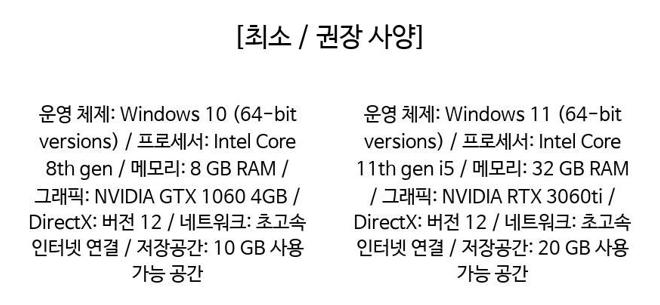 [최소 / 권장 사양]
운영 체제: Windows 10 (64-bit
versions) / 프로세서: Intel Core
8th gen / 메모리: 8 GB RAM /
그래픽: NVIDIA GTX 1060 4GB /
DirectX: 버전 12 / 네트워크: 초고속
인터넷 연결 / 저장공간: 10 GB 사용
가능 공간
운영 체제: Windows 11 (64-bit
versions) / 프로세서: Intel Core
11th gen i5 / 메모리: 32 GB RAM
/ 그래픽: NVIDIA RTX 3060ti /
DirectX: 버전 12 / 네트워크: 초고속
인터넷 연결 / 저장공간: 20 GB 사용
가능 공간